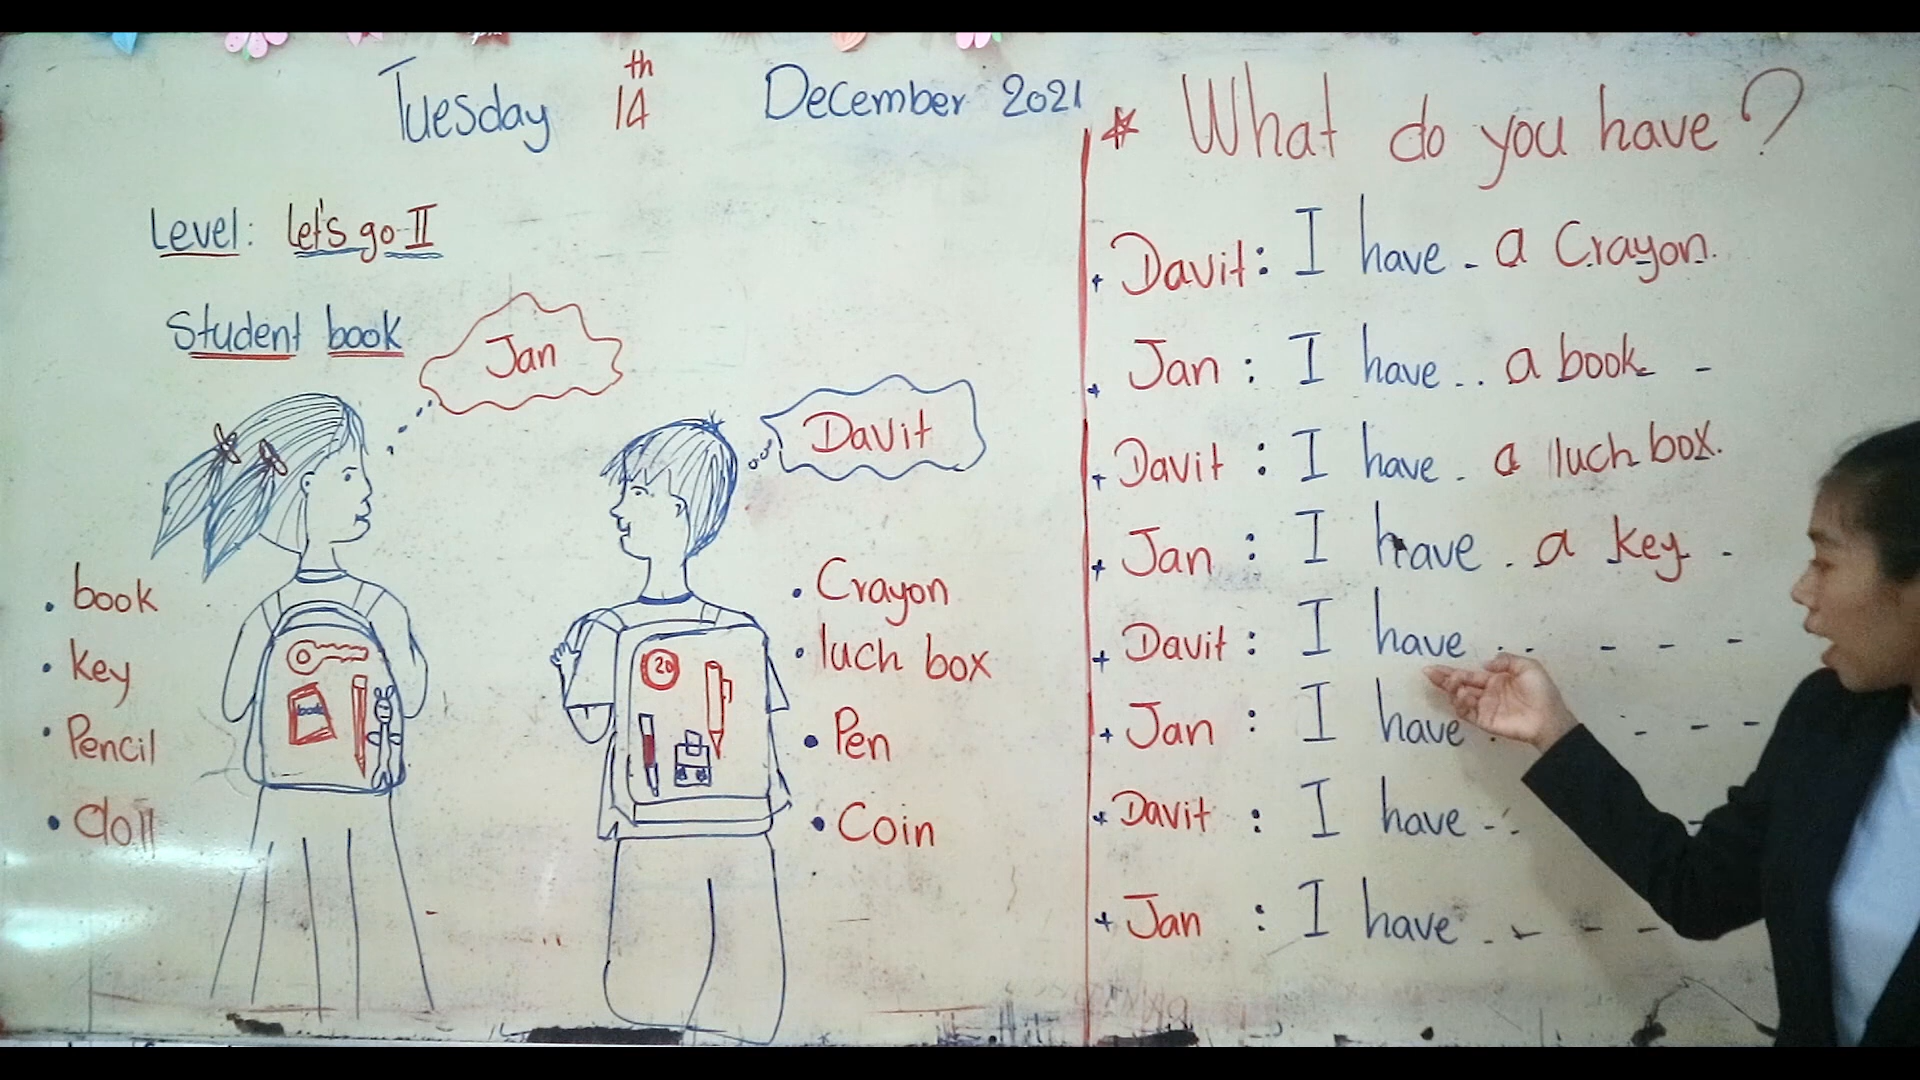 Tuesday 14th December 2021
Level: let's go II
Student book
Jan
Davit
• book
• key
• Pencil
• doll
book
20
• Crayon
• luch box
• Pen
• Coin
* What do you have?
+ Davit: I have - a Crayon.
+ Jan : I have .. a book - -
+ Davit : I have . a luch box.
+ Jan : I have . a key .
+ Davit : I have . . - - -
+ Jan : I have . - - -
+ Davit : I have - . -
+ Jan : I have . - - -